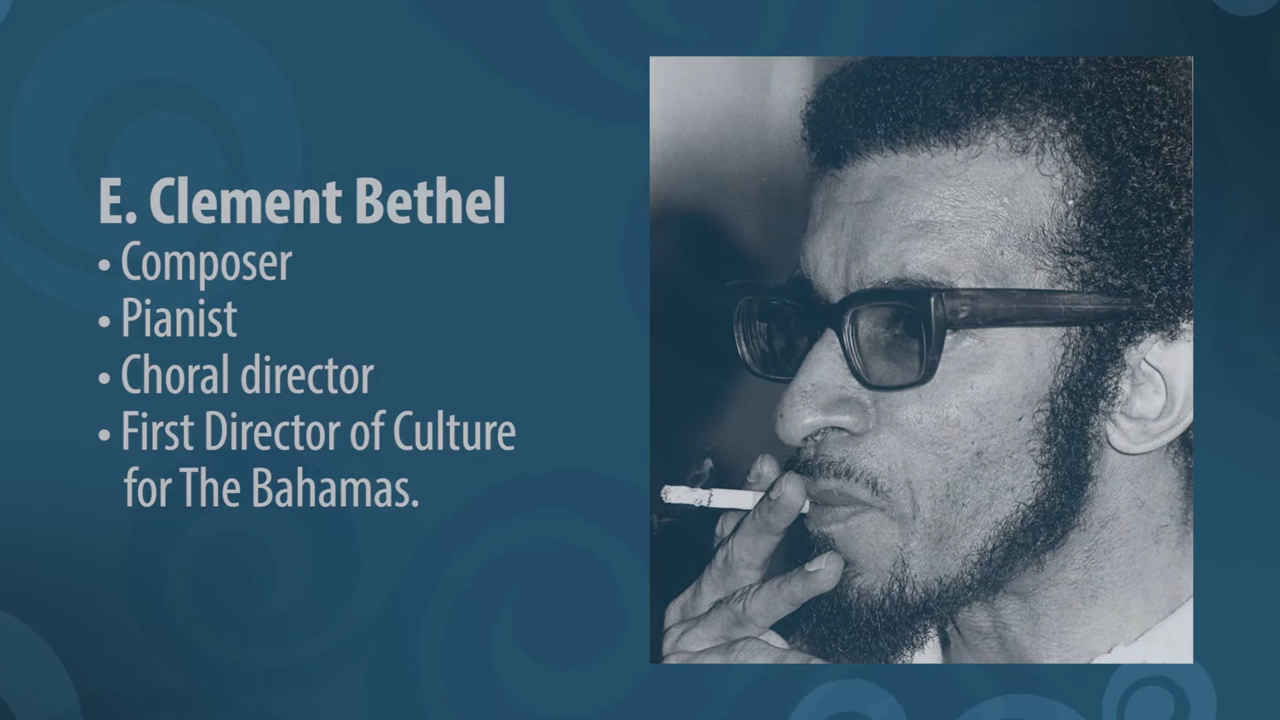 E. Clement Bethel
• Composer
• Pianist
• Choral director
• First Director of Culture
for The Bahamas.